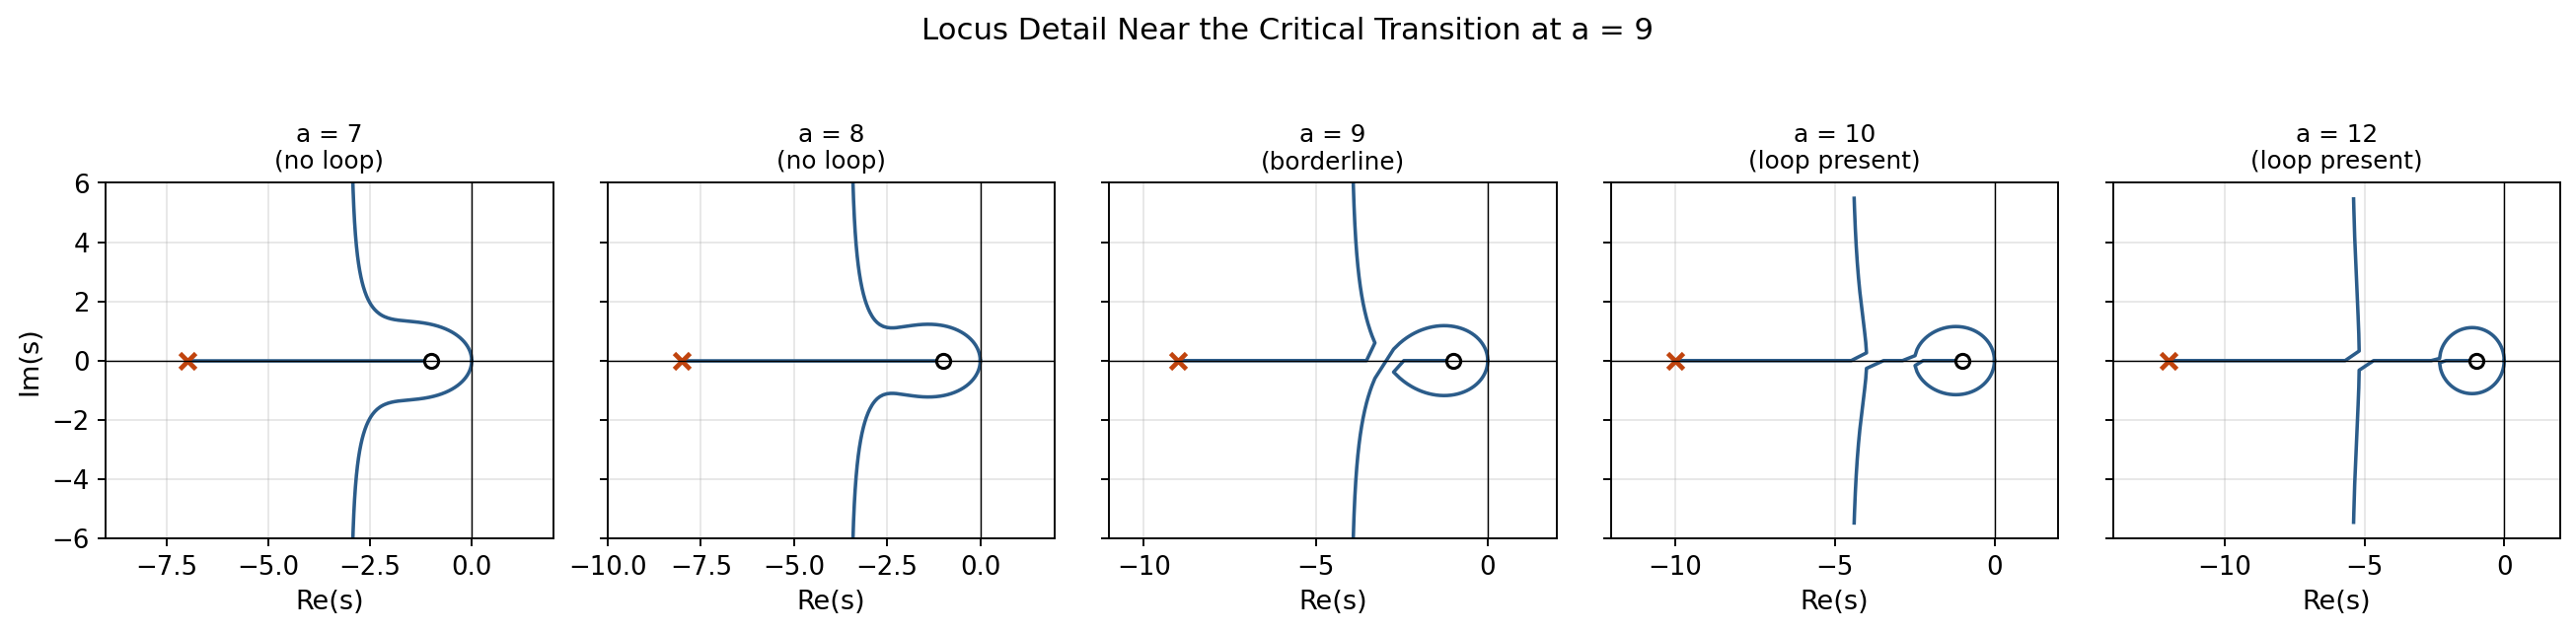 Locus Detail Near the Critical Transition at a = 9
a = 7
(no loop)
a = 8
(no loop)
a = 9
(borderline)
a = 10
(loop present)
a = 12
(loop present)
Im(s)
6
4
2
0
−2
−4
−6
−7.5 −5.0 −2.5 0.0
−10.0 −7.5 −5.0 −2.5 0.0
−10 −5 0
−10 −5 0
−10 −5 0
Re(s)
Re(s)
Re(s)
Re(s)
Re(s)